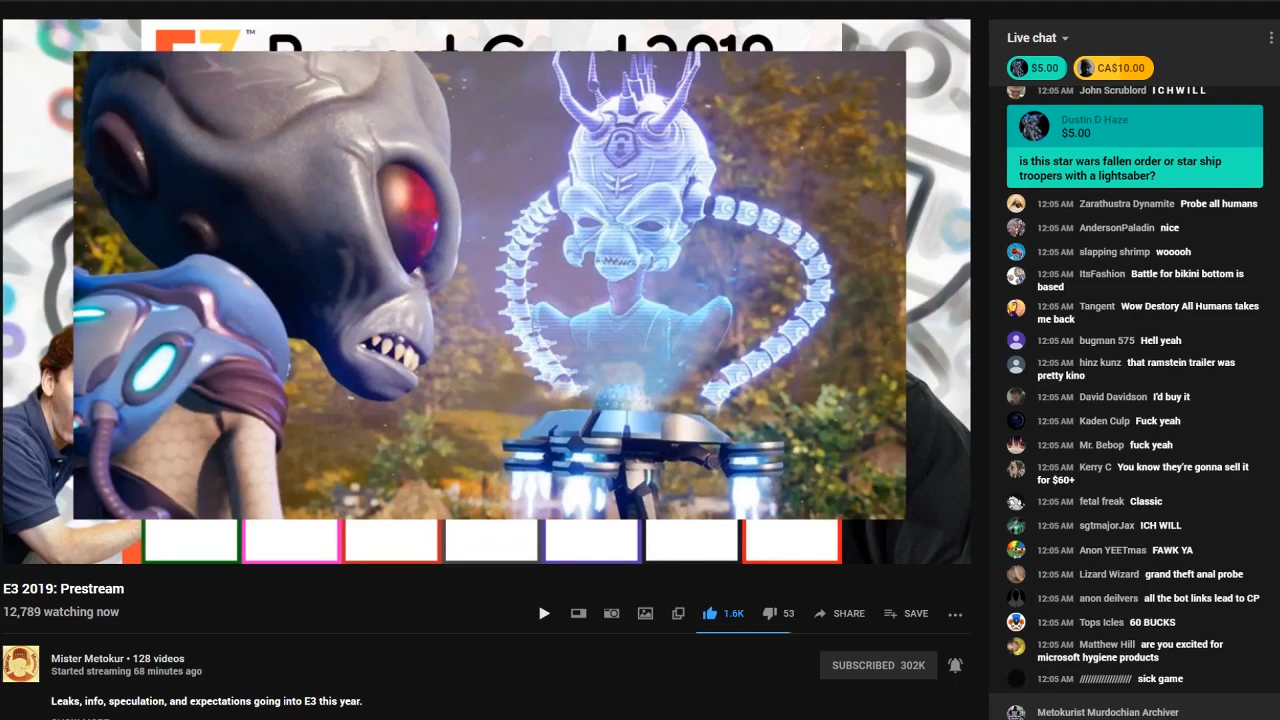 E3 ™ Report Card 2019
Live chat
$5.00 CA$10.00
12:05 AM John Scrublord I C H W I L L
Dustin D Haze
$5.00
is this star wars fallen order or star ship
troopers with a lightsaber?
12:05 AM Zarathustra Dynamite Probe all humans
12:05 AM AndersonPaladin nice
12:05 AM slapping shrimp wooooh
12:05 AM ItsFashion Battle for bikini bottom is
based
12:05 AM Tangent Wow Destory All Humans takes
me back
12:05 AM bugman 575 Hell yeah
12:05 AM hinz kunz that ramstein trailer was
pretty kino
12:05 AM David Davidson I'd buy it
12:05 AM Kaden Culp Fuck yeah
12:05 AM Mr. Bebop fuck yeah
12:05 AM Kerry C You know they're gonna sell it
for $60+
12:05 AM fetal freak Classic
12:05 AM sgtmajorJax ICH WILL
12:05 AM Anon YEETmas FAWK YA
12:05 AM Lizard Wizard grand theft anal probe
12:05 AM anon deilvers all the bot links lead to CP
12:05 AM Tops Icles 60 BUCKS
12:05 AM Matthew Hill are you excited for
microsoft hygiene products
12:05 AM /////////////////// sick game
Metokurist Murdochian Archiver
E3 2019: Prestream
12,789 watching now
1.6K 53 SHARE SAVE
Mister Metokur • 128 videos
Started streaming 68 minutes ago
SUBSCRIBED 302K
Leaks, info, speculation, and expectations going into E3 this year.